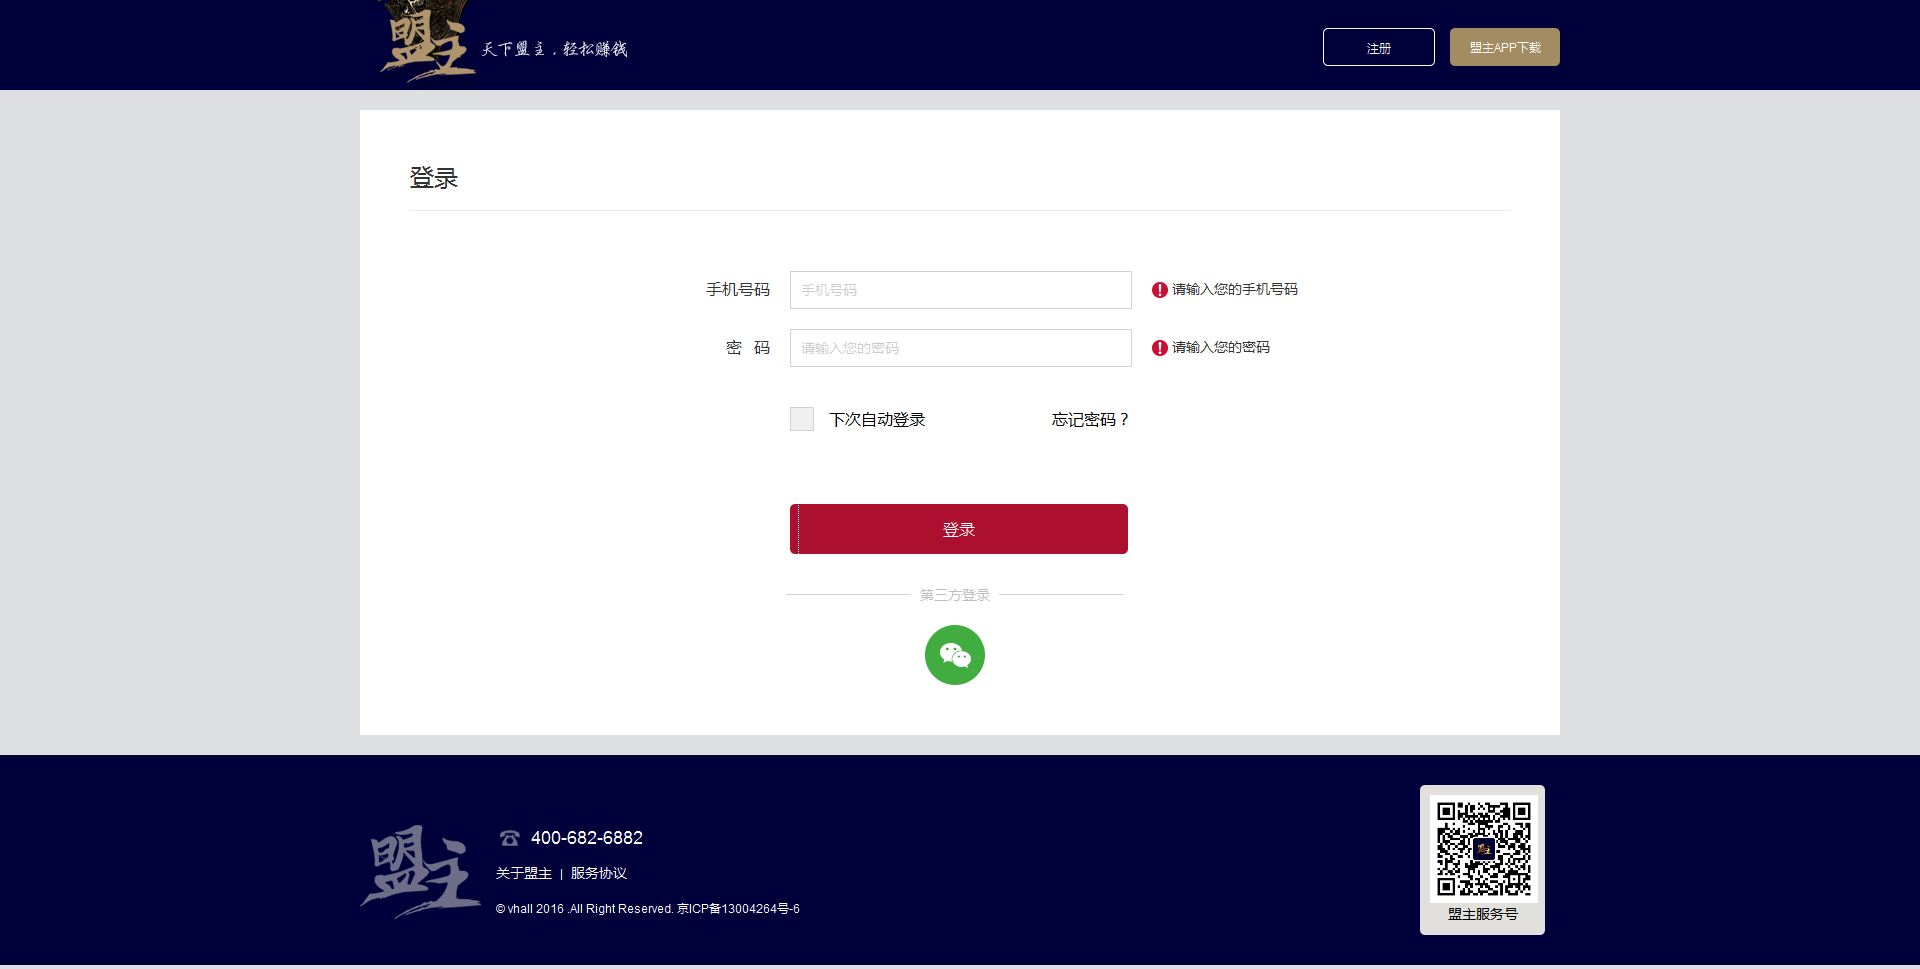 盟主 天下盟主，轻松赚钱
注册
盟主APP下载
登录
手机号码 手机号码 请输入您的手机号码
密 码 请输入您的密码 请输入您的密码
下次自动登录 忘记密码？
登录
第三方登录
盟主
400-682-6882
关于盟主 | 服务协议
© vhall 2016 .All Right Reserved. 京ICP备13004264号-6
盟主
盟主服务号